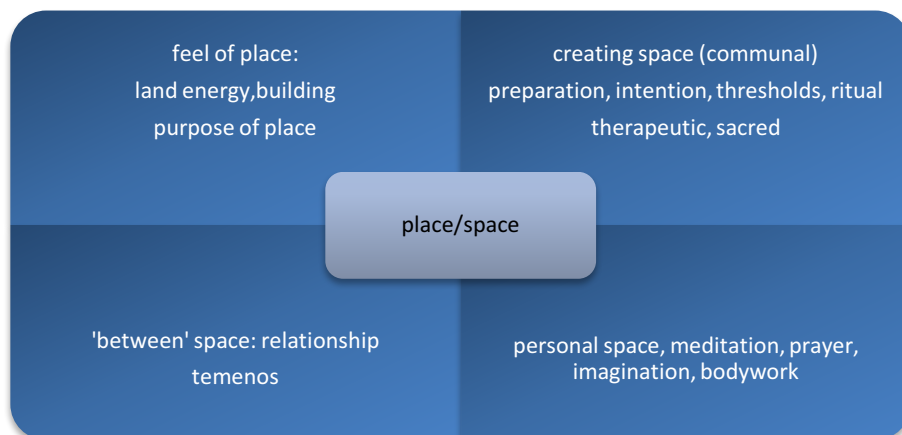 feel of place:
land energy,building
purpose of place
creating space (communal)
preparation, intention, thresholds, ritual
therapeutic, sacred
place/space
'between' space: relationship
temenos
personal space, meditation, prayer,
imagination, bodywork